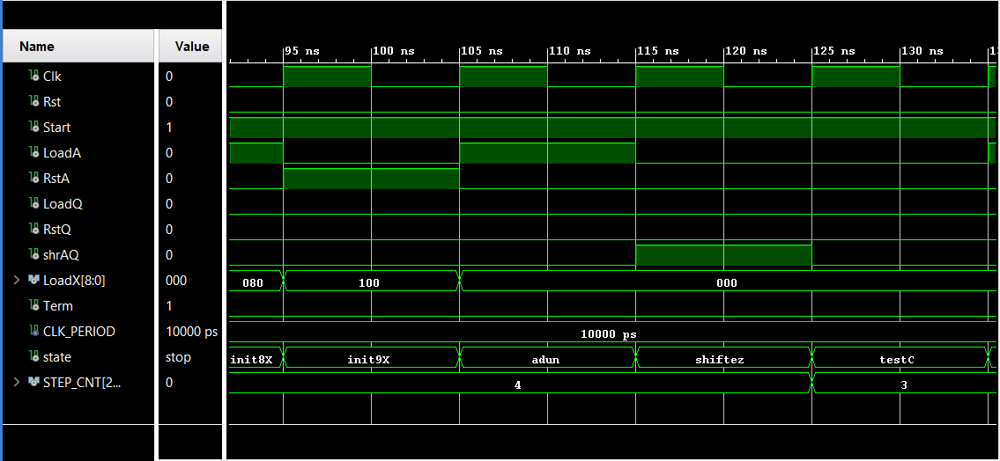 Name Value
95 ns 100 ns 105 ns 110 ns 115 ns 120 ns 125 ns 130 ns
Clk 0
Rst 0
Start 1
LoadA 0
RstA 0
LoadQ 0
RstQ 0
shrAQ 0
LoadX[8:0] 000 080 100 000
Term 1
CLK_PERIOD 10000 ps 10000 ps
state stop init8X init9X adun shiftez testC
STEP_CNT[2... 0 4 3